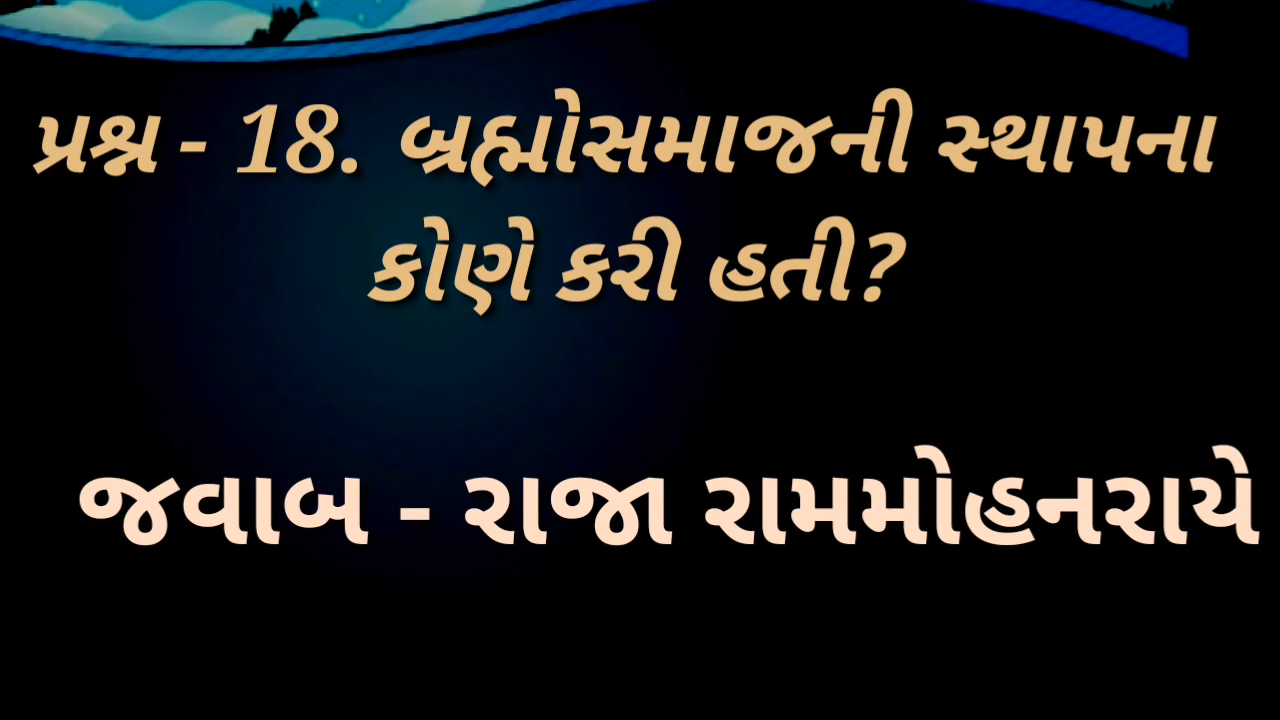 પ્રશ્ન - 18. બ્રહ્મોસમાજની સ્થાપના
કોણે કરી હતી?
જવાબ - રાજા રામમોહનરાયે